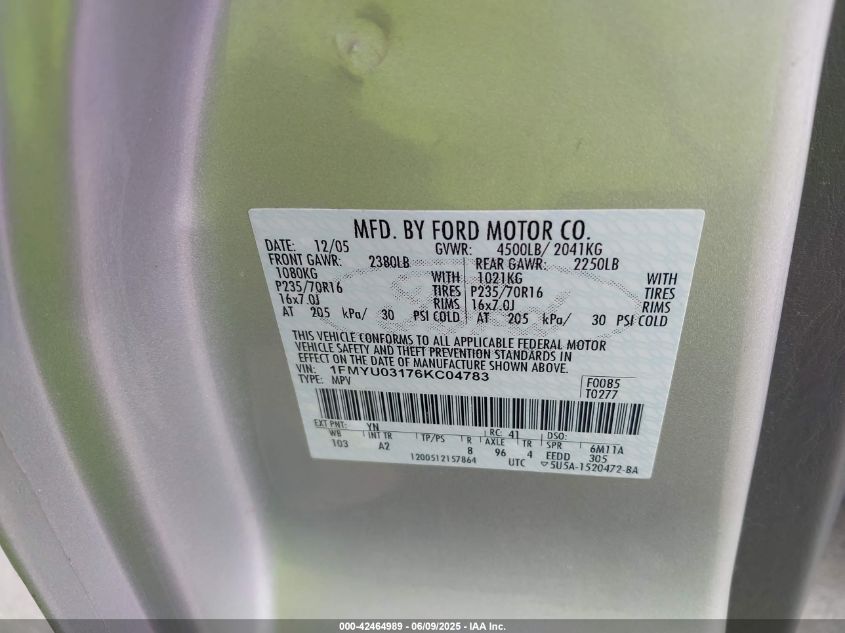 MFD. BY FORD MOTOR CO.
DATE: 12/05 GVWR: 4500LB/ 2041KG
FRONT GAWR: 2380LB REAR GAWR: 2250LB
1080KG WITH 1021KG WITH
P235/70R16 TIRES P235/70R16 TIRES
16x7.0J RIMS 16x7.0J RIMS
AT 205 kPa/ 30 PSI COLD AT 205 kPa/ 30 PSI COLD
THIS VEHICLE CONFORMS TO ALL APPLICABLE FEDERAL MOTOR
VEHICLE SAFETY AND THEFT PREVENTION STANDARDS IN
EFFECT ON THE DATE OF MANUFACTURE SHOWN ABOVE.
VIN: 1FMYU03176KC04783
TYPE: MPV F0085
T0277
EXT PNT: YN RC: 41 DSO:
WB INT TR TP/PS R AXLE TR SPR 6M11A
103 A2 8 96 4 EEDD 305
1200512157864 UTC ▽5U5A-1520472-BA
000-42464989 - 06/09/2025 - IAA Inc.